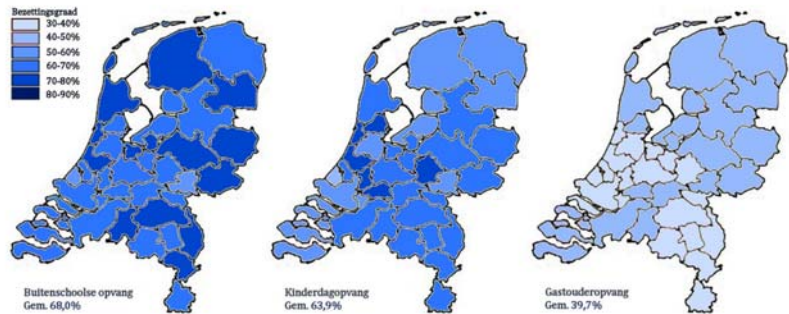 Bezettingsgraad
30-40%
40-50%
50-60%
60-70%
70-80%
80-90%
Buitenschoolse opvang
Gem. 68,0%
Kinderdagopvang
Gem. 63,9%
Gastouderopvang
Gem. 39,7%